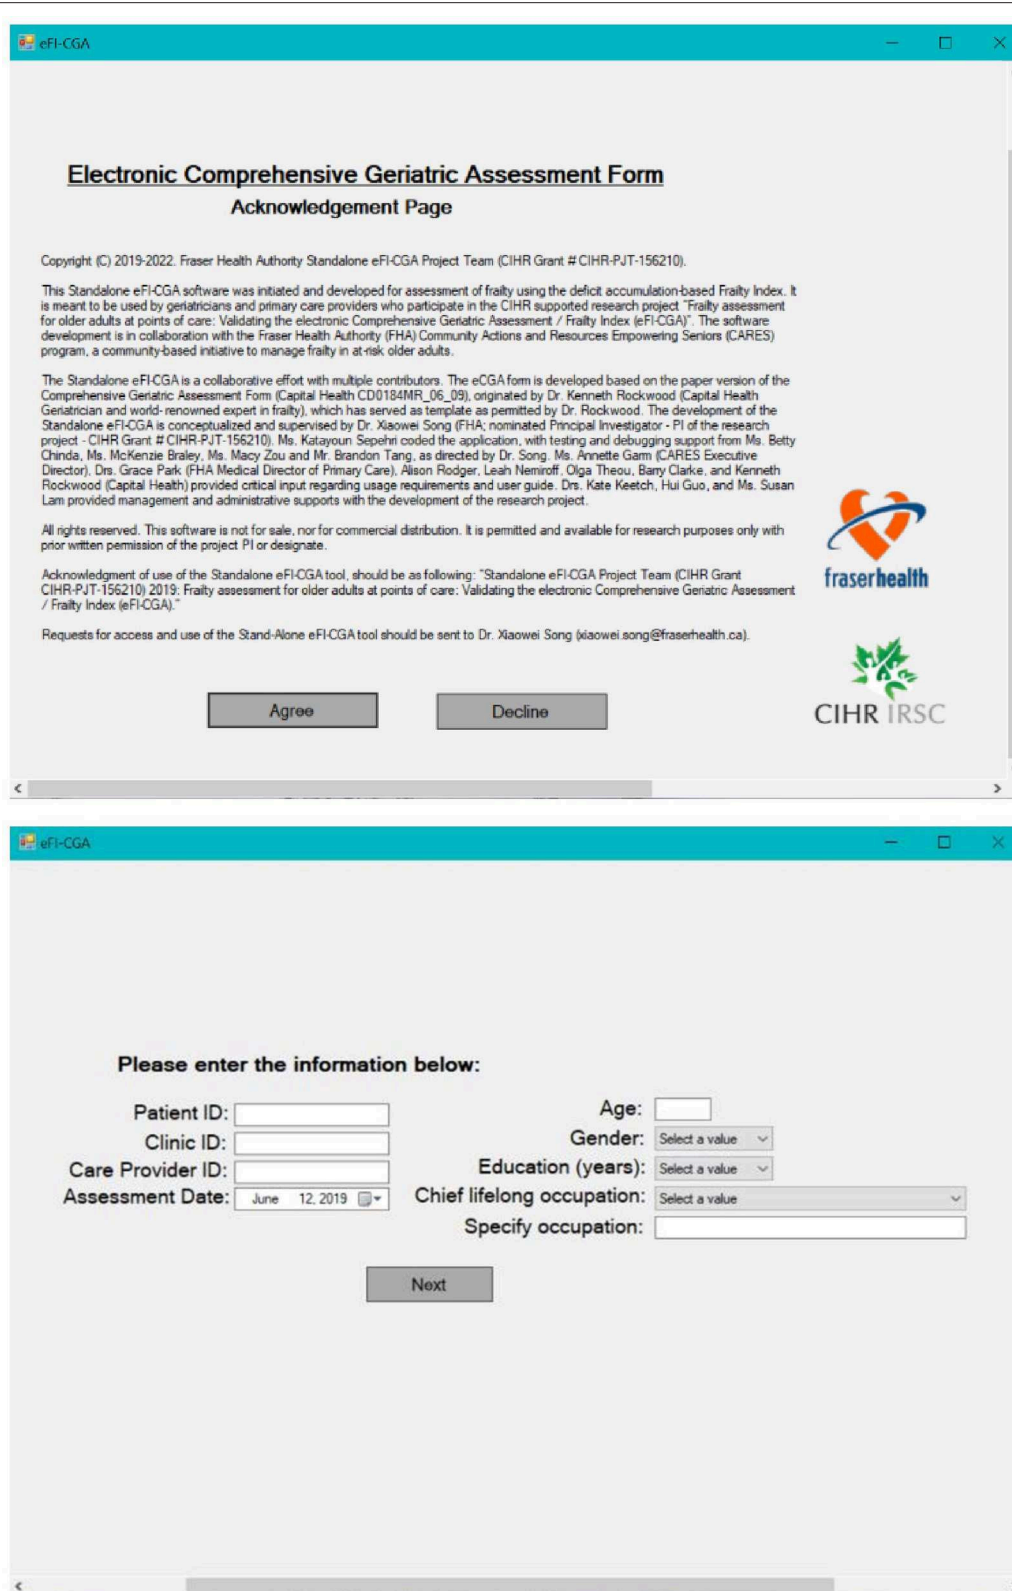 eFI-CGA
Electronic Comprehensive Geriatric Assessment Form
Acknowledgement Page
Copyright (C) 2019-2022. Fraser Health Authority Standalone eFI-CGA Project Team (CIHR Grant # CIHR-PJT-156210).
This Standalone eFI-CGA software was initiated and developed for assessment of frailty using the deficit accumulation-based Frailty Index. It
is meant to be used by geriatricians and primary care providers who participate in the CIHR supported research project "Frailty assessment
for older adults at points of care: Validating the electronic Comprehensive Geriatric Assessment / Frailty Index (eFI-CGA)". The software
development is in collaboration with the Fraser Health Authority (FHA) Community Actions and Resources Empowering Seniors (CARES)
program, a community-based initiative to manage frailty in at-risk older adults.
The Standalone eFI-CGA is a collaborative effort with multiple contributors. The eCGA form is developed based on the paper version of the
Comprehensive Geriatric Assessment Form (Capital Health CD0184MR_06_09), originated by Dr. Kenneth Rockwood (Capital Health
Geriatrician and world- renowned expert in frailty), which has served as template as permitted by Dr. Rockwood. The development of the
Standalone eFI-CGA is conceptualized and supervised by Dr. Xiaowei Song (FHA; nominated Principal Investigator - PI of the research
project - CIHR Grant # CIHR-PJT-156210). Ms. Katayoun Sepehri coded the application, with testing and debugging support from Ms. Betty
Chinda, Ms. McKenzie Braley, Ms. Macy Zou and Mr. Brandon Tang, as directed by Dr. Song. Ms. Annette Garm (CARES Executive
Director), Drs. Grace Park (FHA Medical Director of Primary Care), Alison Rodger, Leah Nemiroff, Olga Theou, Barry Clarke, and Kenneth
Rockwood (Capital Health) provided critical input regarding usage requirements and user guide. Drs. Kate Keetch, Hui Guo, and Ms. Susan
Lam provided management and administrative supports with the development of the research project.
All rights reserved. This software is not for sale, nor for commercial distribution. It is permitted and available for research purposes only with
prior written permission of the project PI or designate.
Acknowledgment of use of the Standalone eFI-CGA tool, should be as following: "Standalone eFI-CGA Project Team (CIHR Grant
CIHR-PJT-156210) 2019: Frailty assessment for older adults at points of care: Validating the electronic Comprehensive Geriatric Assessment
/ Frailty Index (eFI-CGA)."
Requests for access and use of the Stand-Alone eFI-CGA tool should be sent to Dr. Xiaowei Song (xiaowei.song@fraserhealth.ca).
fraserhealth
CIHR IRSC
Agree
Decline
eFI-CGA
Please enter the information below:
Patient ID:
Clinic ID:
Care Provider ID:
Assessment Date: June 12, 2019
Age:
Gender: Select a value
Education (years): Select a value
Chief lifelong occupation: Select a value
Specify occupation:
Next